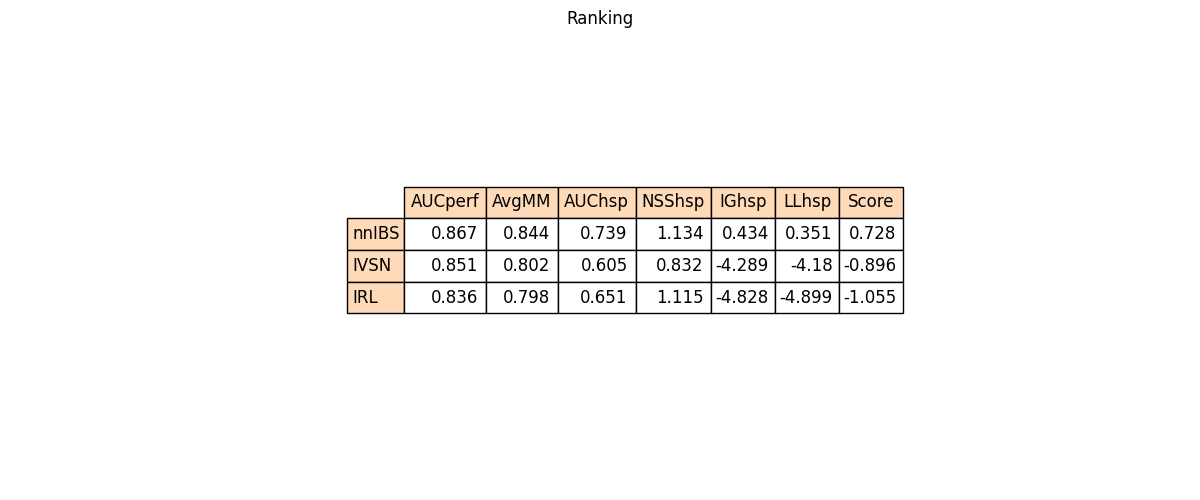 Ranking
AUCperf AvgMM AUChsp NSShsp IGhsp LLhsp Score
nnIBS 0.867 0.844 0.739 1.134 0.434 0.351 0.728
IVSN 0.851 0.802 0.605 0.832 -4.289 -4.18 -0.896
IRL 0.836 0.798 0.651 1.115 -4.828 -4.899 -1.055